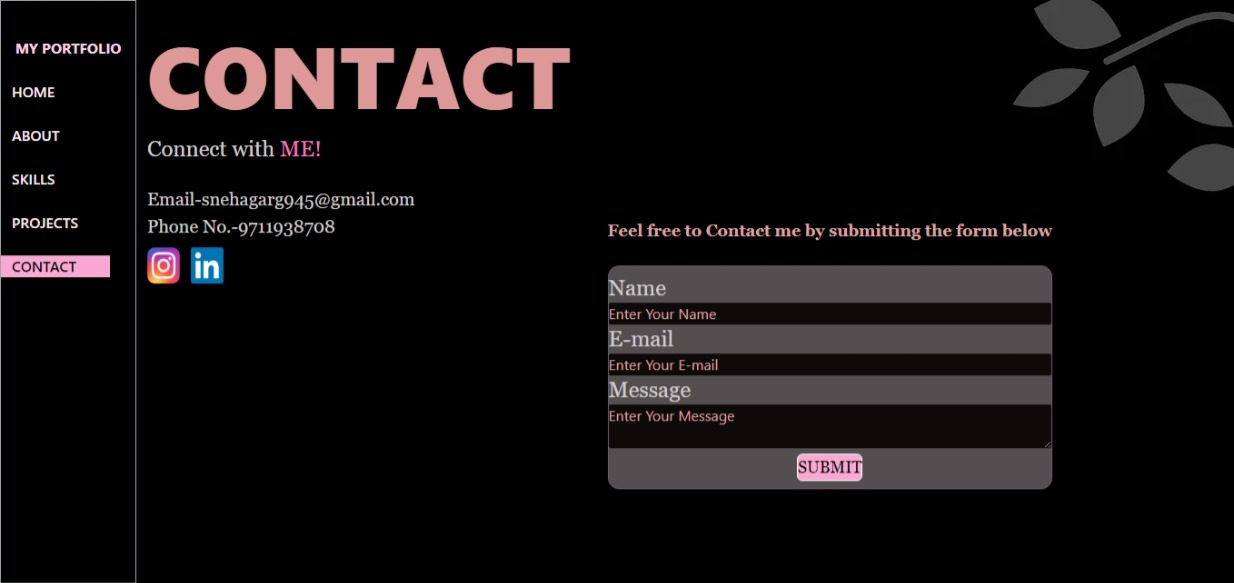 MY PORTFOLIO
HOME
ABOUT
SKILLS
PROJECTS
CONTACT
CONTACT
Connect with ME!
Email-snehagarg945@gmail.com
Phone No.-9711938708
in
Feel free to Contact me by submitting the form below
Name
Enter Your Name
E-mail
Enter Your E-mail
Message
Enter Your Message
SUBMIT